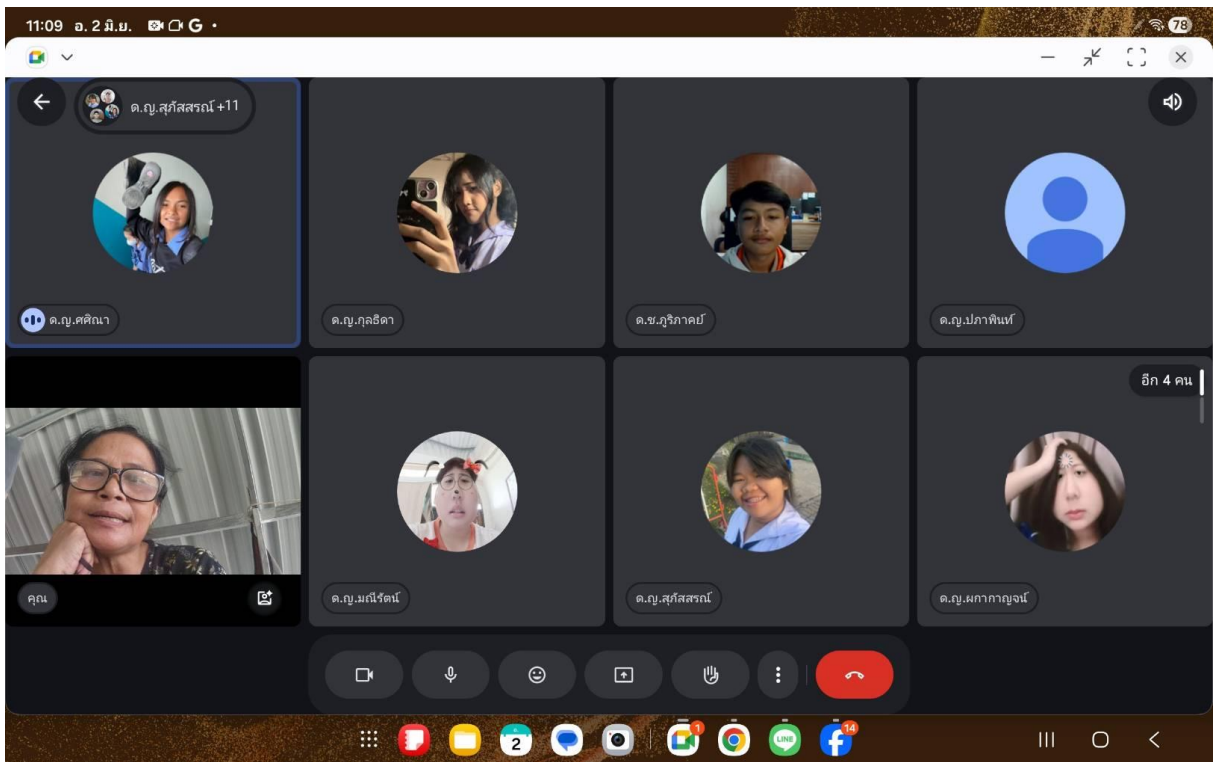 11:09 อ. 2 มิ.ย. G
78
ด.ญ.สุภัสสรณ์ +11
ด.ญ.ศศิณา
ด.ญ.กุลธิดา
ด.ช.ภูริภาคย์
ด.ญ.ปภาพินท์
อีก 4 คน
คุณ
ด.ญ.มณีรัตน์
ด.ญ.สุภัสสรณ์
ด.ญ.ผกากาญจน์
2
1
LINE
14